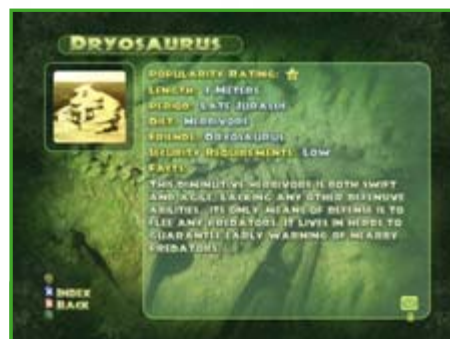 DRYOSAURUS
POPULARITY RATING:
LENGTH: 3 METERS
PERIOD: LATE JURASSIC
DIET: HERBIVORE
FRIENDS: DRYOSAURUS
SECURITY REQUIREMENTS: LOW
FACTS:
THIS DIMINUTIVE HERBIVORE IS BOTH SWIFT
AND AGILE. LACKING ANY OTHER DEFENSIVE
ABILITIES, ITS ONLY MEANS OF DEFENSE IS TO
FLEE ANY PREDATORS. IT LIVES IN HERDS TO
GUARANTEE EARLY WARNING OF NEARBY
PREDATORS.
INDEX
BACK